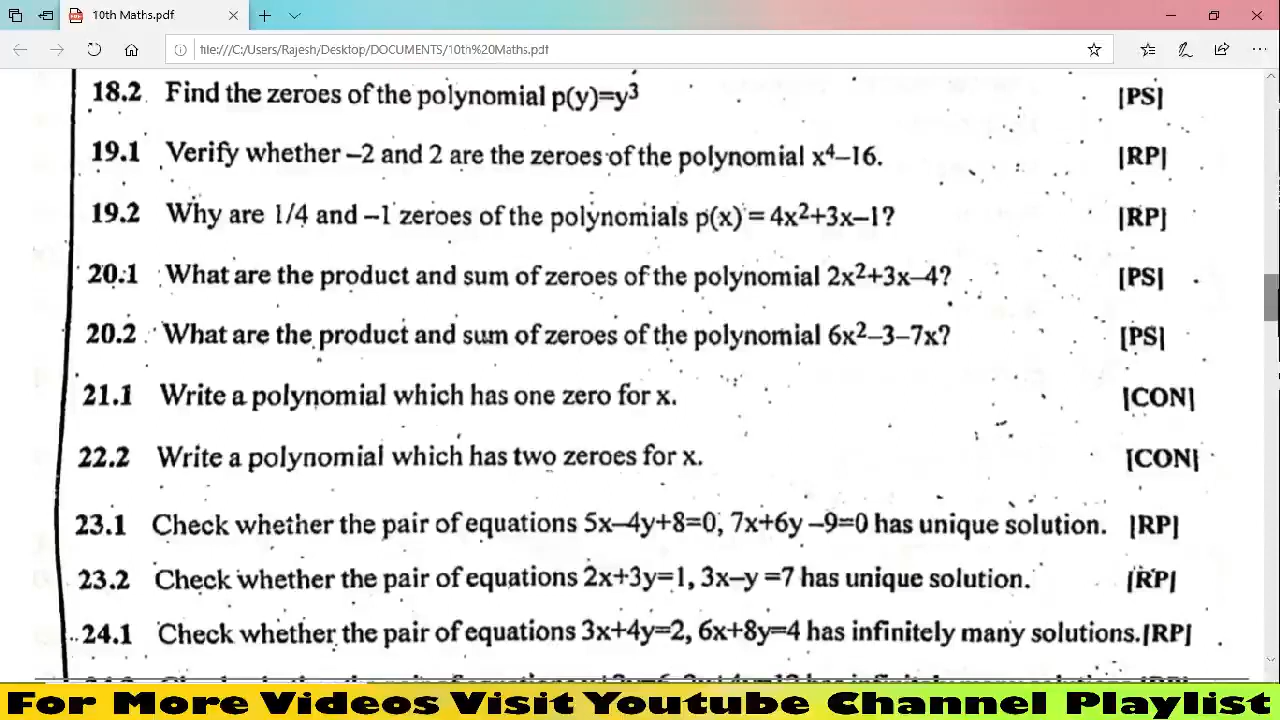 10th Maths.pdf
file:///C:/Users/Rajesh/Desktop/DOCUMENTS/10th%20Maths.pdf
18.2 Find the zeroes of the polynomial p(y)=y³ [PS]
19.1 Verify whether –2 and 2 are the zeroes of the polynomial x⁴–16. [RP]
19.2 Why are 1/4 and –1 zeroes of the polynomials p(x) = 4x²+3x–1? [RP]
20.1 What are the product and sum of zeroes of the polynomial 2x²+3x–4? [PS]
20.2 What are the product and sum of zeroes of the polynomial 6x²–3–7x? [PS]
21.1 Write a polynomial which has one zero for x. [CON]
22.2 Write a polynomial which has two zeroes for x. [CON]
23.1 Check whether the pair of equations 5x–4y+8=0, 7x+6y –9=0 has unique solution. [RP]
23.2 Check whether the pair of equations 2x+3y=1, 3x–y =7 has unique solution. [RP]
24.1 Check whether the pair of equations 3x+4y=2, 6x+8y=4 has infinitely many solutions. [RP]
For More Videos Visit Youtube Channel Playlist